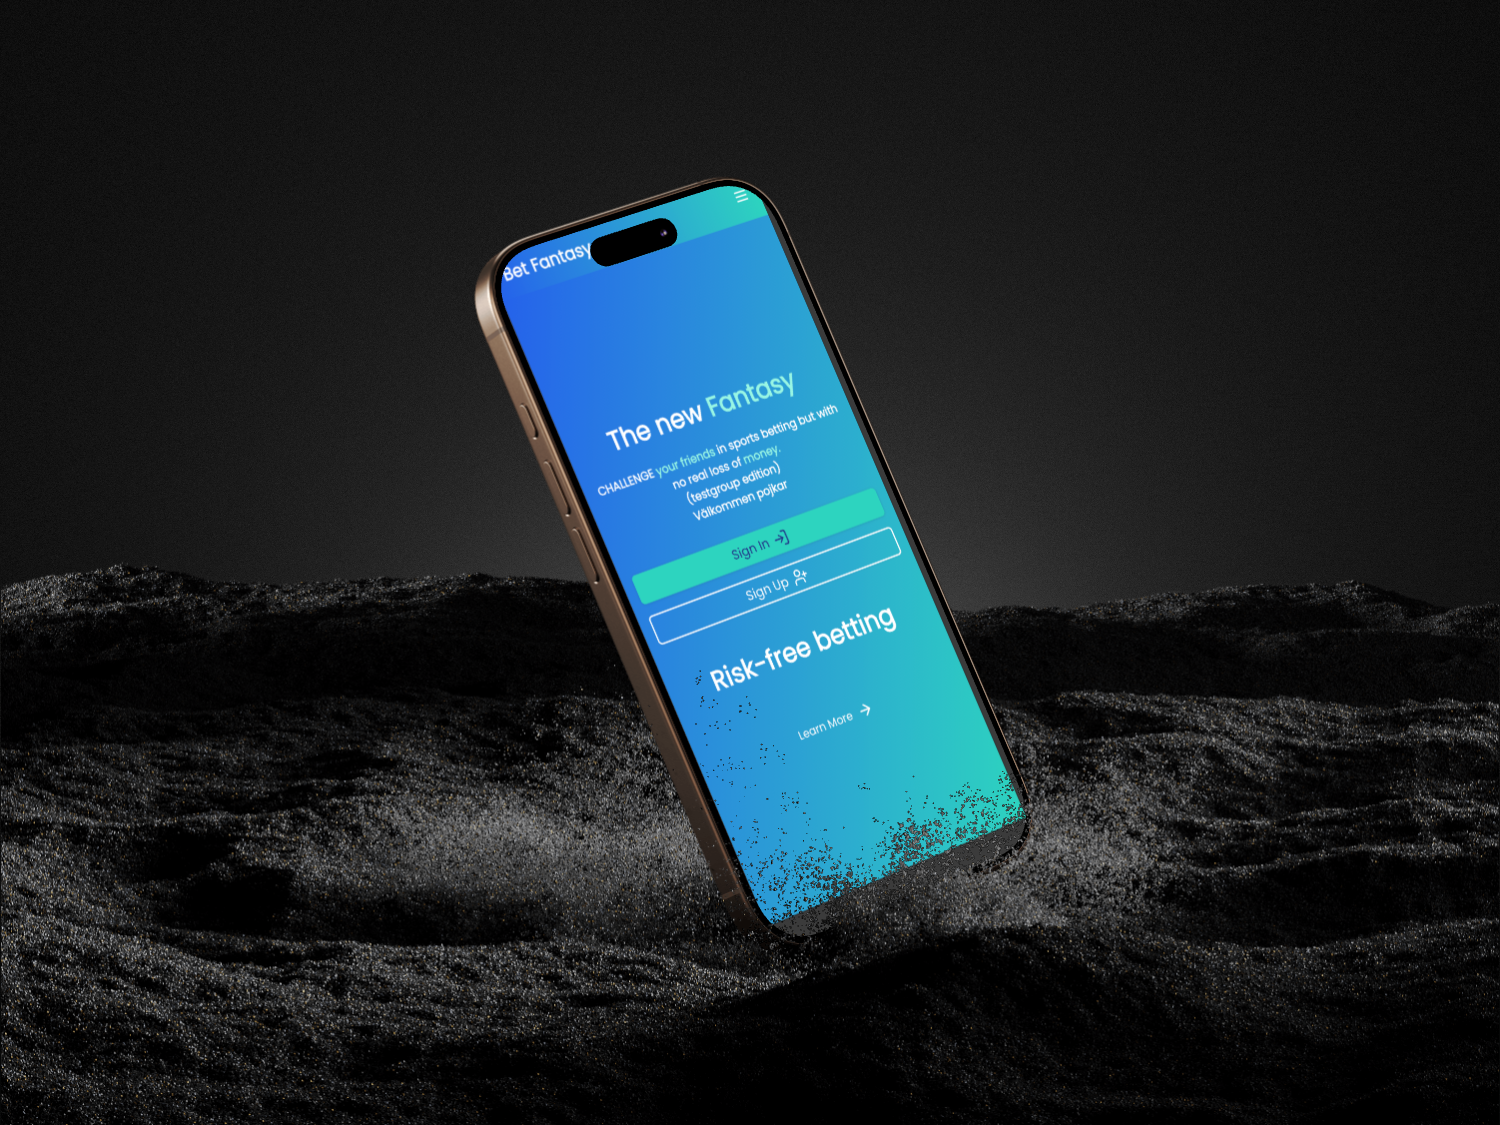 Bet Fantasy
The new Fantasy
CHALLENGE your friends in sports betting but with
no real loss of money.
(testgroup edition)
Välkommen pojkar
Sign In
Sign Up
Risk-free betting
Learn More